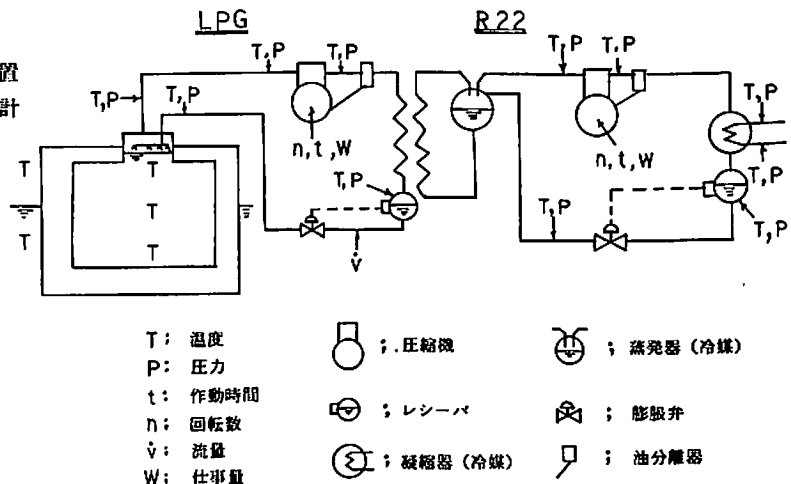 LPG
R22
置
計
T,P
T,P
T,P
T,P
T,P
T,P
T,P
n,t,W
n,t,W
T,P
T,P
T,P
T,P
T,P
v̇
T
T
T
T
T
T; 温度
P: 圧力
t: 作動時間
n; 回転数
v̇; 流量
W; 仕事量
; 圧縮機
; レシーバ
; 凝縮器(冷媒)
; 蒸発器(冷媒)
; 膨脹弁
; 油分離器